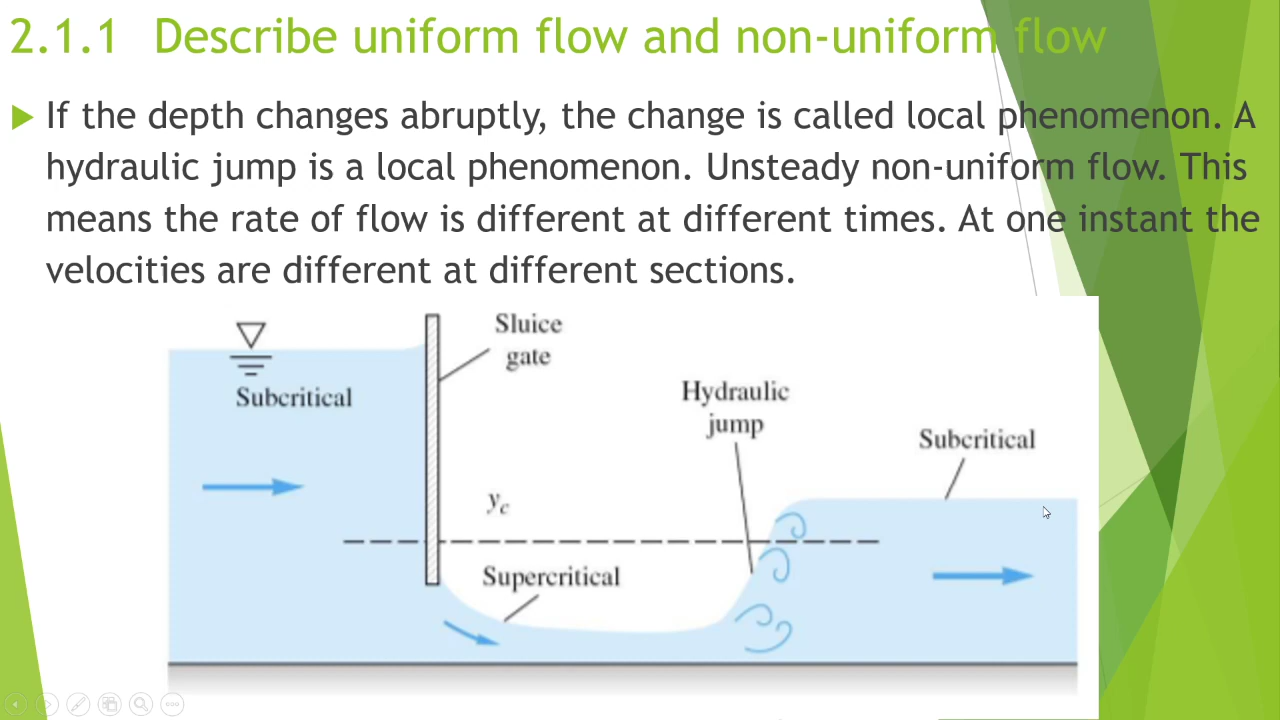 2.1.1 Describe uniform flow and non-uniform flow
If the depth changes abruptly, the change is called local phenomenon. A
hydraulic jump is a local phenomenon. Unsteady non-uniform flow. This
means the rate of flow is different at different times. At one instant the
velocities are different at different sections.
Sluice
gate
Subcritical
Hydraulic
jump
Subcritical
yc
Supercritical